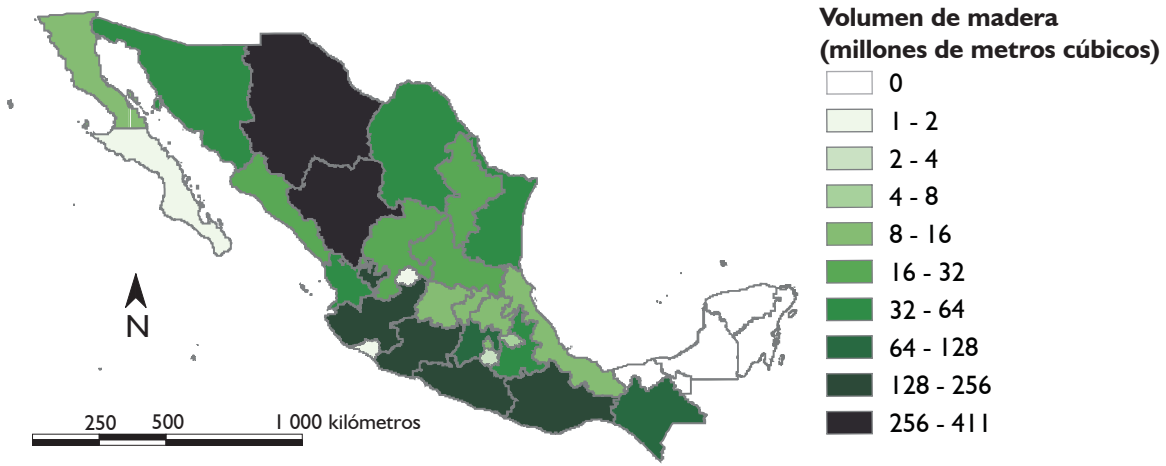 Volumen de madera
(millones de metros cúbicos)
0
1 - 2
2 - 4
4 - 8
8 - 16
16 - 32
32 - 64
64 - 128
128 - 256
256 - 411
N
250 500 1 000 kilómetros